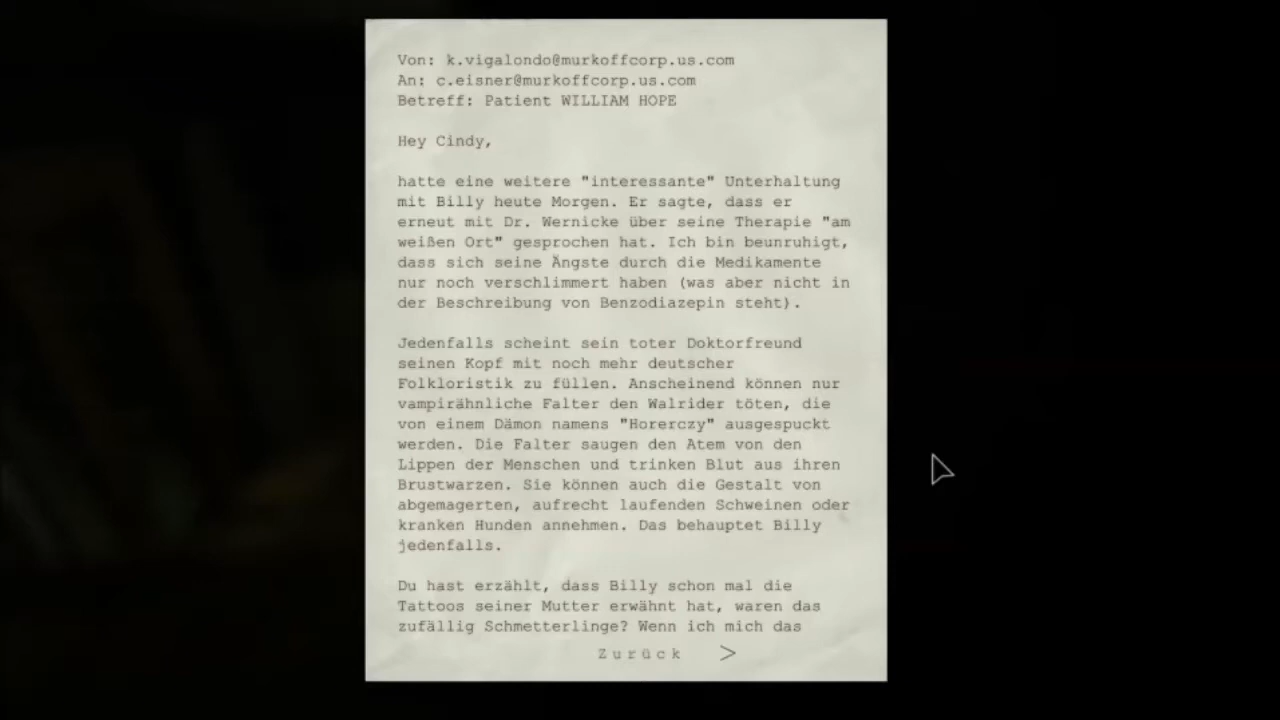 Von: k.vigalondo@murkoffcorp.us.com
An: c.eisner@murkoffcorp.us.com
Betreff: Patient WILLIAM HOPE
Hey Cindy,
hatte eine weitere "interessante" Unterhaltung
mit Billy heute Morgen. Er sagte, dass er
erneut mit Dr. Wernicke über seine Therapie "am
weißen Ort" gesprochen hat. Ich bin beunruhigt,
dass sich seine Ängste durch die Medikamente
nur noch verschlimmert haben (was aber nicht in
der Beschreibung von Benzodiazepin steht).
Jedenfalls scheint sein toter Doktorfreund
seinen Kopf mit noch mehr deutscher
Folkloristik zu füllen. Anscheinend können nur
vampirähnliche Falter den Walrider töten, die
von einem Dämon namens "Horerczy" ausgespuckt
werden. Die Falter saugen den Atem von den
Lippen der Menschen und trinken Blut aus ihren
Brustwarzen. Sie können auch die Gestalt von
abgemagerten, aufrecht laufenden Schweinen oder
kranken Hunden annehmen. Das behauptet Billy
jedenfalls.
Du hast erzählt, dass Billy schon mal die
Tattoos seiner Mutter erwähnt hat, waren das
zufällig Schmetterlinge? Wenn ich mich das
Zurück >